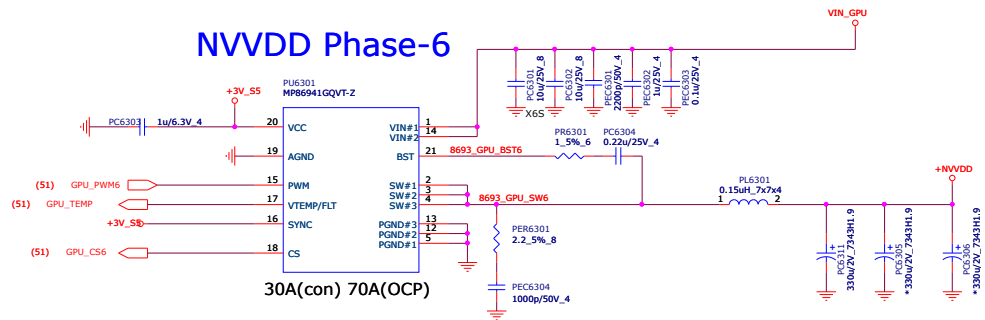 NVVDD Phase-6
VIN_GPU
PU6301
MP86941GQVT-Z
+3V_S5
PC6303
1u/6.3V_4
20
VCC
19
AGND
15
PWM
(51)
GPU_PWM6
17
VTEMP/FLT
(51)
GPU_TEMP
16
SYNC
+3V_S5
18
CS
(51)
GPU_CS6
VIN#1
1
VIN#2
14
BST
21
8693_GPU_BST6
SW#1
2
SW#2
3
SW#3
4
8693_GPU_SW6
PGND#3
13
PGND#2
12
PGND#1
5
30A(con) 70A(OCP)
PC6301
10u/25V_8
X6S
PC6302
10u/25V_8
PEC6301
2200p/50V_4
PEC6302
1u/25V_4
PEC6303
0.1u/25V_4
PR6301
1_5%_6
PC6304
0.22u/25V_4
PER6301
2.2_5%_8
PEC6304
1000p/50V_4
PL6301
0.15uH_7x7x4
1
2
+NVVDD
+
PC6311
330u/2V_7343H1.9
+
PC6305
*330u/2V_7343H1.9
+
PC6306
*330u/2V_7343H1.9